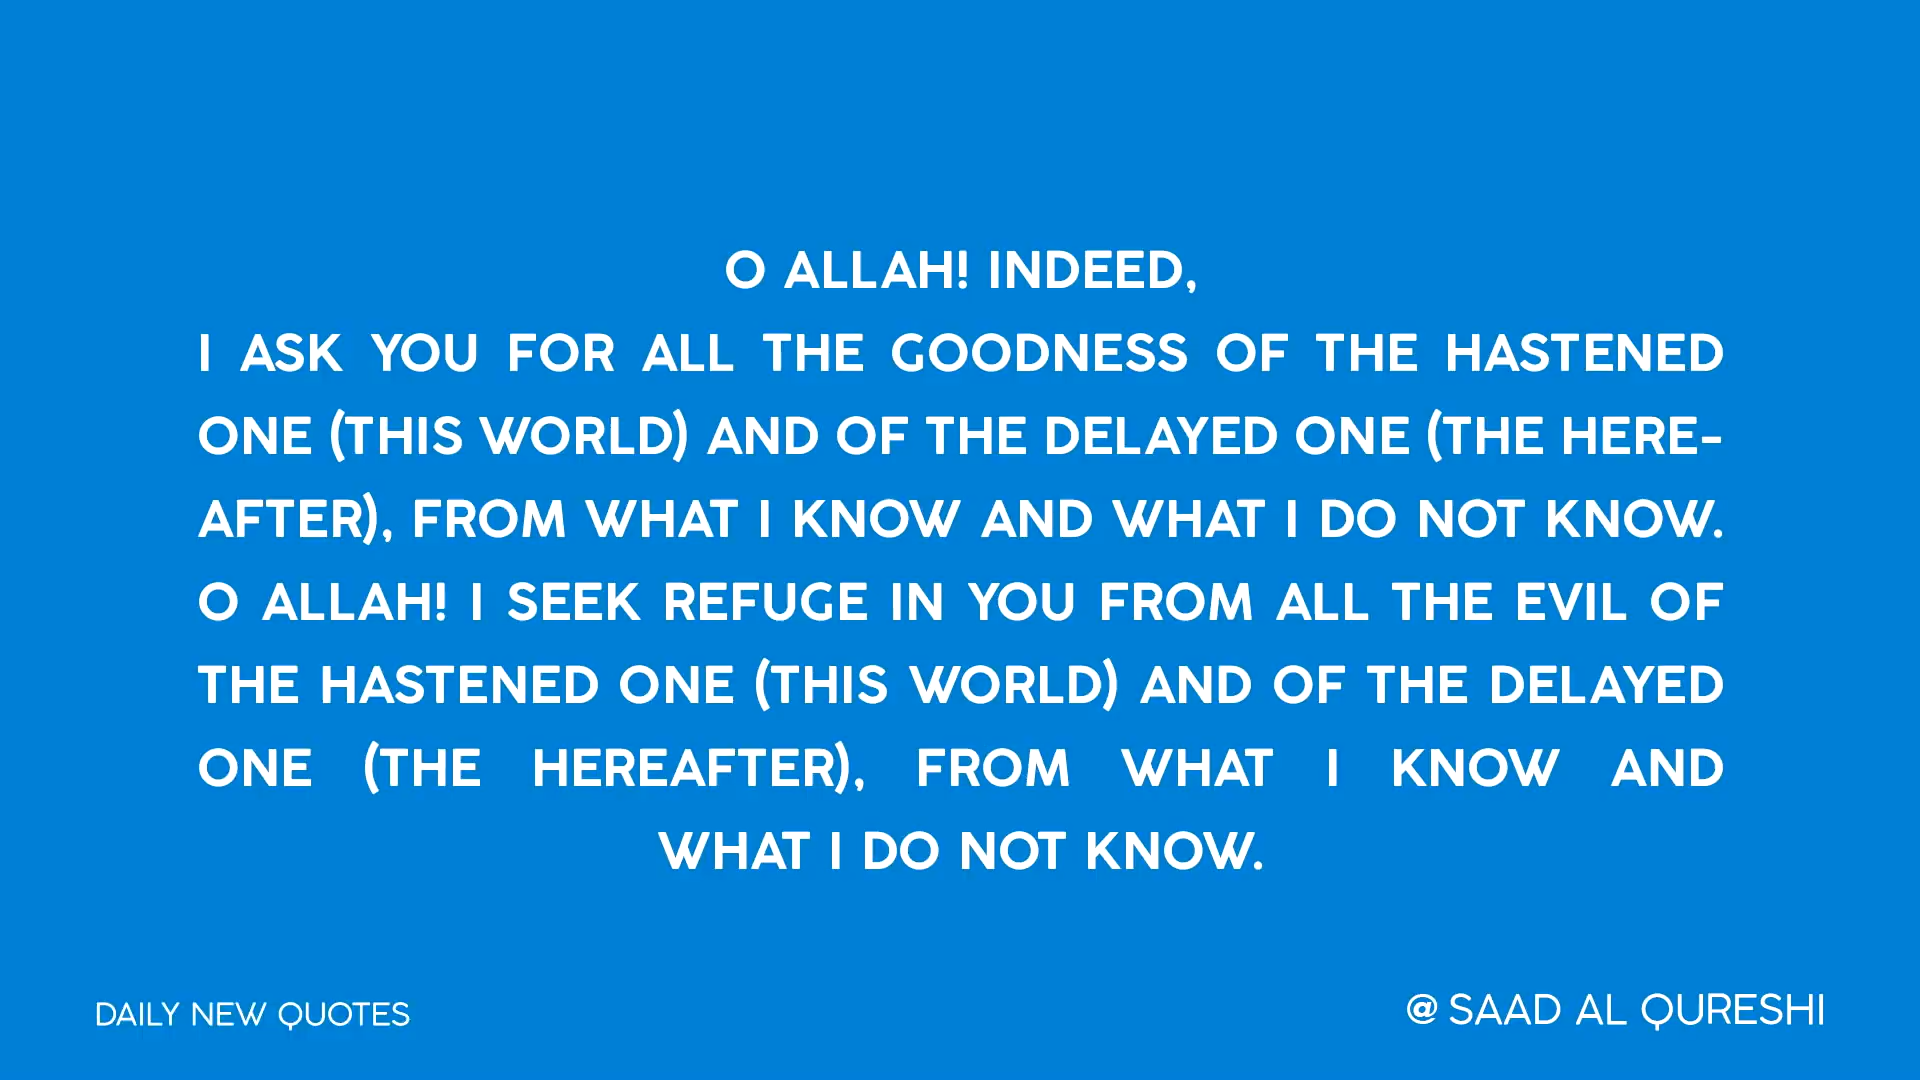 O ALLAH! INDEED,
I ASK YOU FOR ALL THE GOODNESS OF THE HASTENED
ONE (THIS WORLD) AND OF THE DELAYED ONE (THE HERE-
AFTER), FROM WHAT I KNOW AND WHAT I DO NOT KNOW.
O ALLAH! I SEEK REFUGE IN YOU FROM ALL THE EVIL OF
THE HASTENED ONE (THIS WORLD) AND OF THE DELAYED
ONE (THE HEREAFTER), FROM WHAT I KNOW AND
WHAT I DO NOT KNOW.
DAILY NEW QUOTES
@ SAAD AL QURESHI